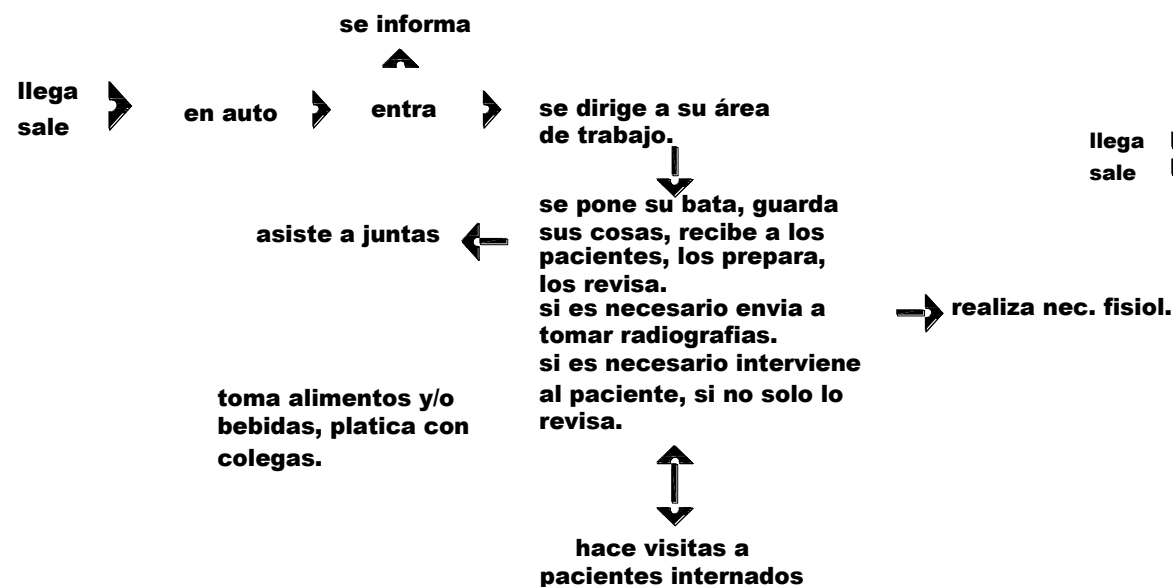 se informa
llega
sale
en auto
entra
se dirige a su área
de trabajo.
llega
sale
se pone su bata, guarda
sus cosas, recibe a los
pacientes, los prepara,
los revisa.
si es necesario envia a
tomar radiografias.
si es necesario interviene
al paciente, si no solo lo
revisa.
asiste a juntas
realiza nec. fisiol.
toma alimentos y/o
bebidas, platica con
colegas.
hace visitas a
pacientes internados